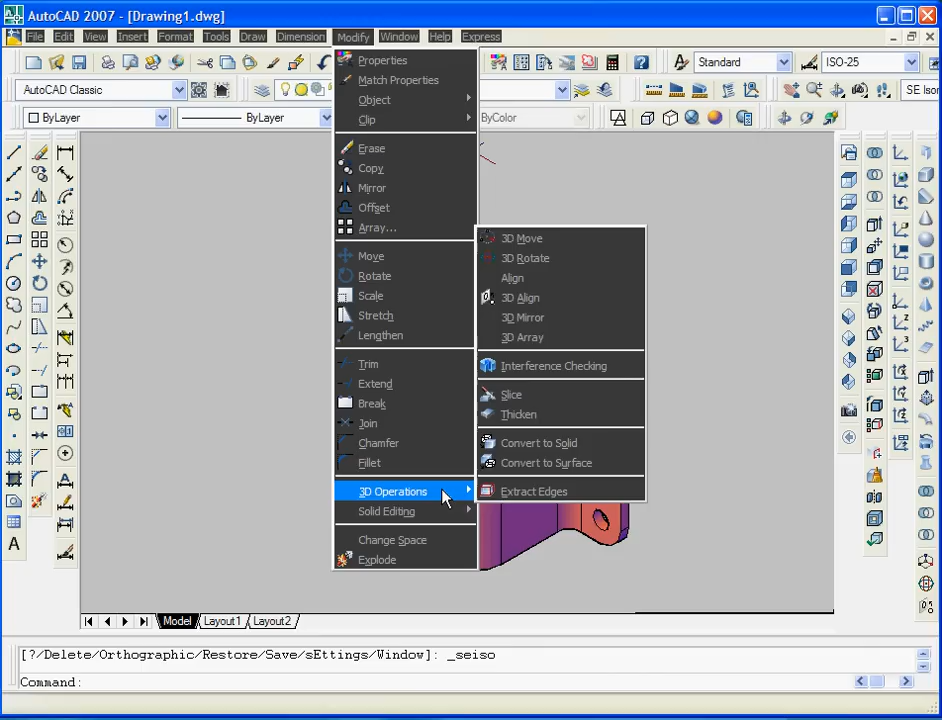 AutoCAD 2007 - [Drawing1.dwg]
File Edit View Insert Format Tools Draw Dimension Modify Window Help Express
Standard ISO-25
AutoCAD Classic SE Isom
ByLayer ByLayer ByColor
Properties
Match Properties
Object
Clip
Erase
Copy
Mirror
Offset
Array...
Move
Rotate
Scale
Stretch
Lengthen
Trim
Extend
Break
Join
Chamfer
Fillet
3D Operations
Solid Editing
Change Space
Explode
3D Move
3D Rotate
Align
3D Align
3D Mirror
3D Array
Interference Checking
Slice
Thicken
Convert to Solid
Convert to Surface
Extract Edges
A
Model Layout1 Layout2
[?/Delete/Orthographic/Restore/Save/sEttings/Window]: _seiso
Command: